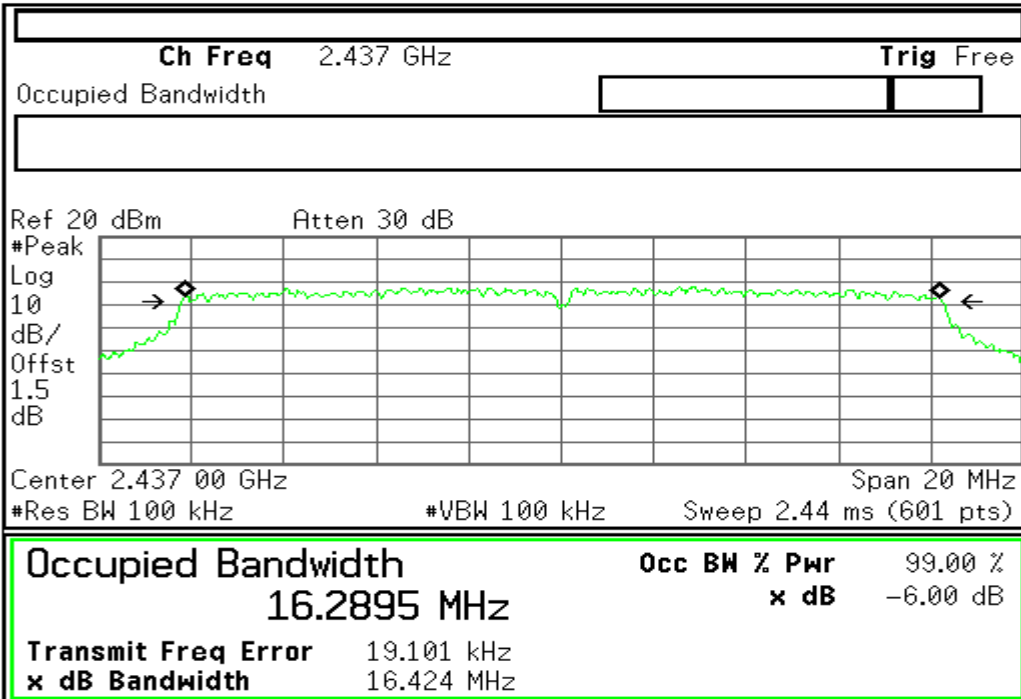 Ch Freq 2.437 GHz Trig Free
Occupied Bandwidth
Ref 20 dBm Atten 30 dB
#Peak
Log
10
dB/
Offst
1.5
dB
Center 2.437 00 GHz Span 20 MHz
#Res BW 100 kHz #VBW 100 kHz Sweep 2.44 ms (601 pts)
Occupied Bandwidth Occ BW % Pwr 99.00 %
16.2895 MHz x dB -6.00 dB
Transmit Freq Error 19.101 kHz
x dB Bandwidth 16.424 MHz